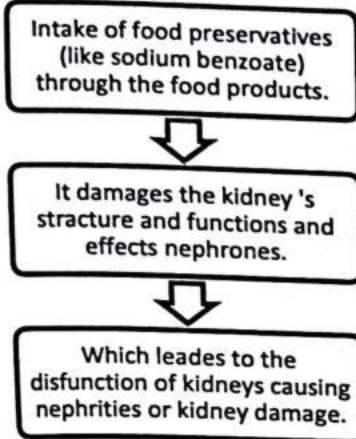 Intake of food preservatives
(like sodium benzoate)
through the food products.
It damages the kidney 's
stracture and functions and
effects nephrones.
Which leades to the
disfunction of kidneys causing
nephrities or kidney damage.